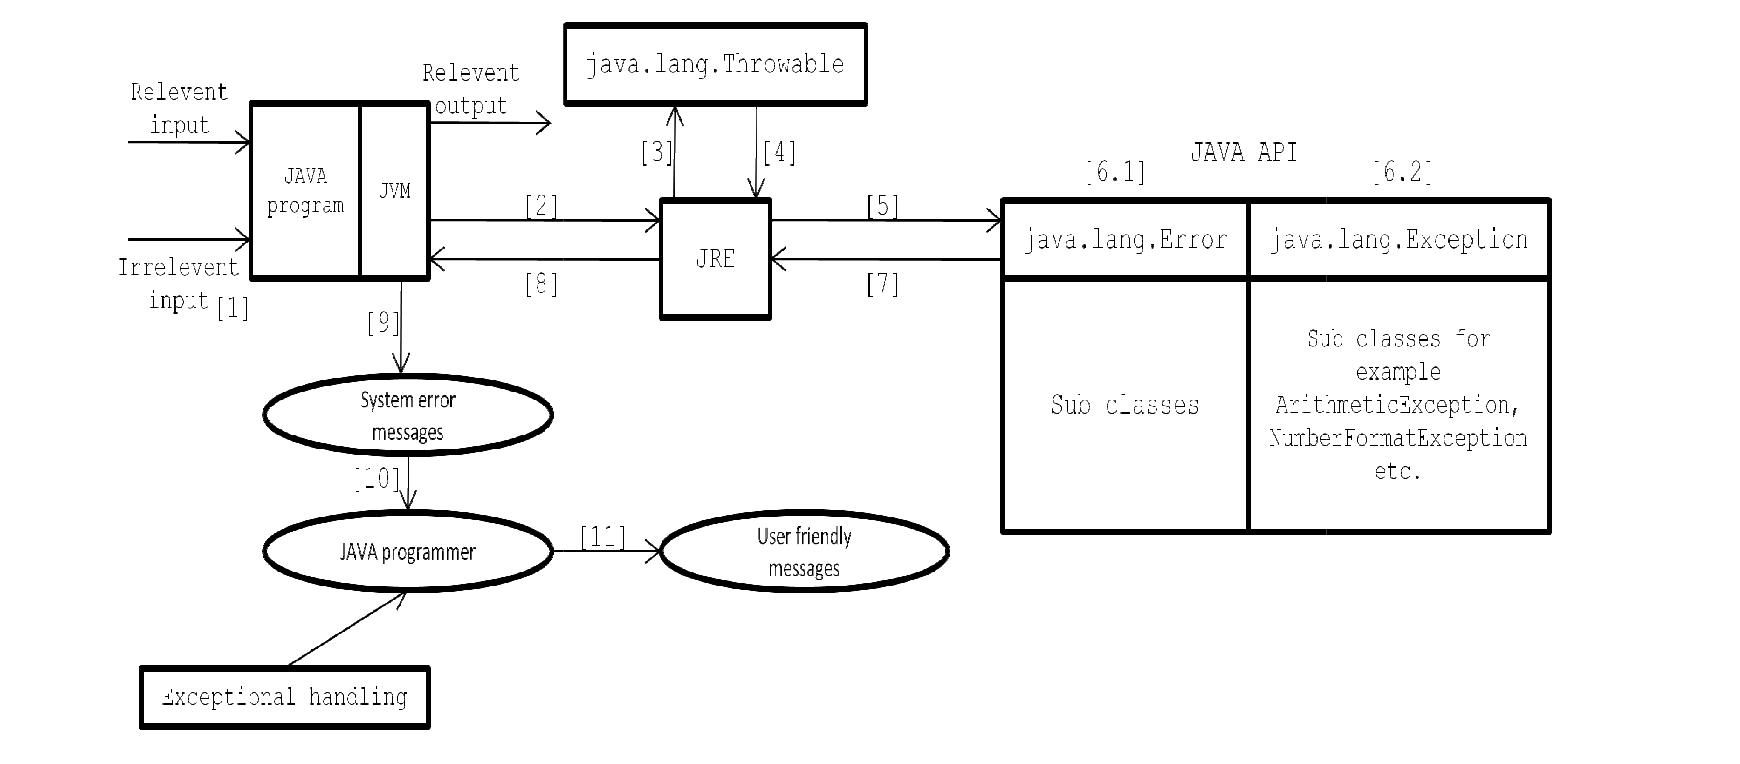 java.lang.Throwable
Relevent
output
Relevent
input
JAVA
program
JVM
[3]
[4]
JAVA API
[6.1]
[6.2]
[2]
[5]
java.lang.Error
java.lang.Exception
JRE
Irrelevent
input
[1]
[8]
[7]
[9]
Sub classes
Sub classes for
example
ArithmeticException,
NumberFormatException
etc.
System error
messages
[10]
JAVA programmer
[11]
User friendly
messages
Exceptional handling